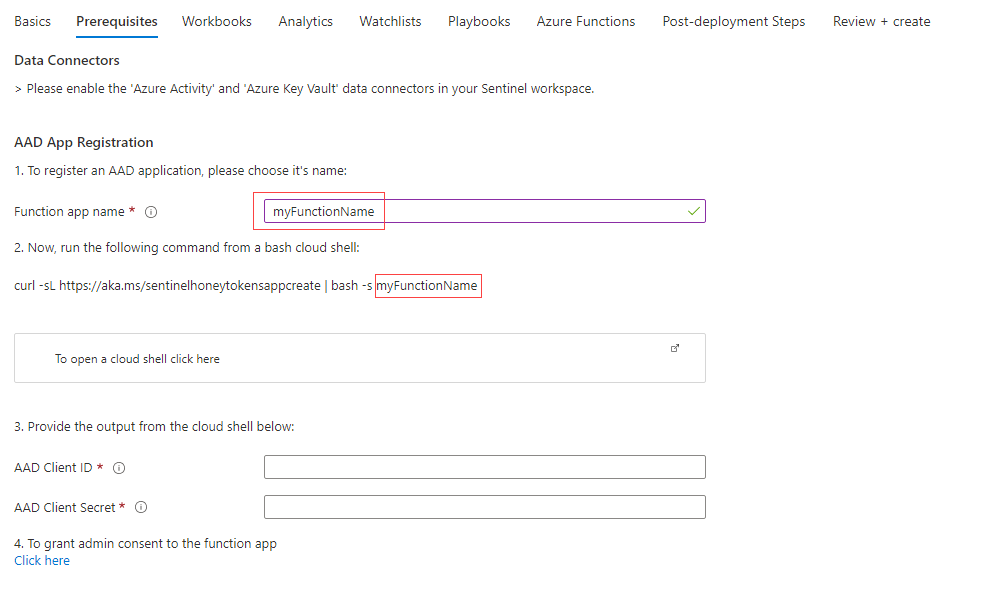 Basics Prerequisites Workbooks Analytics Watchlists Playbooks Azure Functions Post-deployment Steps Review + create
Data Connectors
> Please enable the 'Azure Activity' and 'Azure Key Vault' data connectors in your Sentinel workspace.
AAD App Registration
1. To register an AAD application, please choose it's name:
Function app name * myFunctionName
2. Now, run the following command from a bash cloud shell:
curl -sL https://aka.ms/sentinelhoneytokensappcreate | bash -s myFunctionName
To open a cloud shell click here
3. Provide the output from the cloud shell below:
AAD Client ID *
AAD Client Secret *
4. To grant admin consent to the function app
Click here